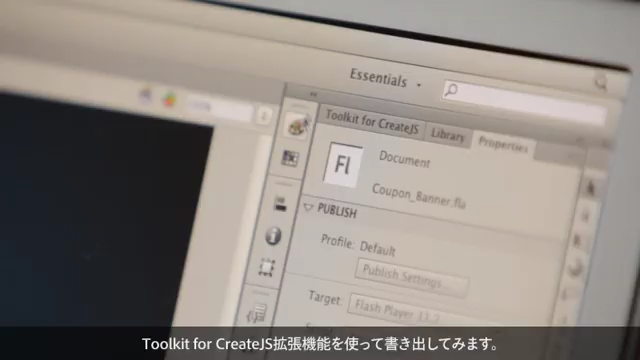 Essentials
Toolkit for CreateJS
Library
Properties
Fl
Document
Coupon_Banner.fla
PUBLISH
Profile: Default
Publish Settings...
Target: Flash Player 11.2
Toolkit for CreateJS拡張機能を使って書き出してみます。